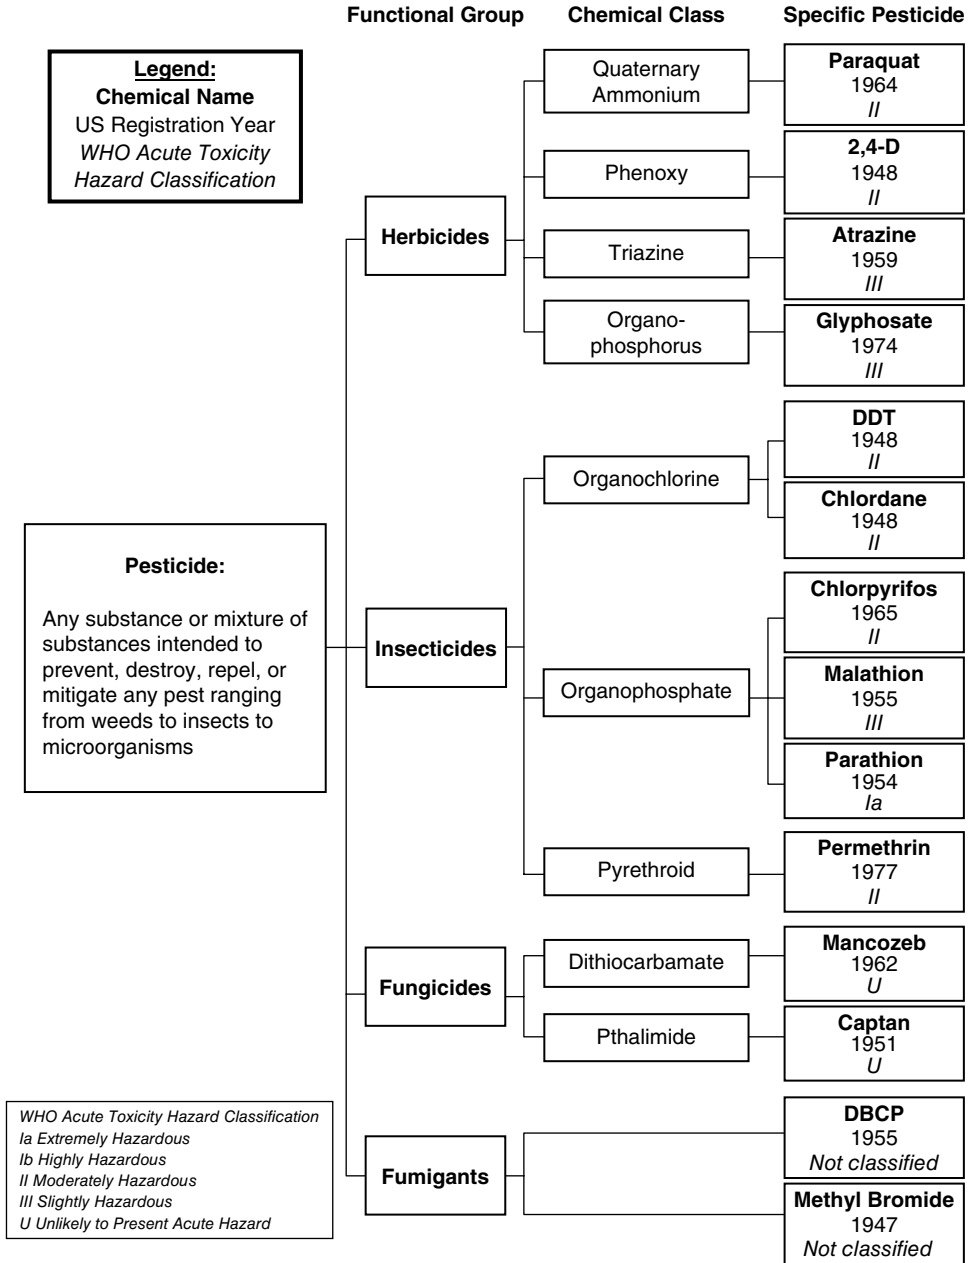 Functional Group
Chemical Class
Specific Pesticide
Legend:
Chemical Name
US Registration Year
WHO Acute Toxicity
Hazard Classification
Pesticide:
Any substance or mixture of
substances intended to
prevent, destroy, repel, or
mitigate any pest ranging
from weeds to insects to
microorganisms
Herbicides
Quaternary
Ammonium
Paraquat
1964
II
Phenoxy
2,4-D
1948
II
Triazine
Atrazine
1959
III
Organo-
phosphorus
Glyphosate
1974
III
Insecticides
Organochlorine
DDT
1948
II
Chlordane
1948
II
Organophosphate
Chlorpyrifos
1965
II
Malathion
1955
III
Parathion
1954
Ia
Pyrethroid
Permethrin
1977
II
Fungicides
Dithiocarbamate
Mancozeb
1962
U
Pthalimide
Captan
1951
U
Fumigants
DBCP
1955
Not classified
Methyl Bromide
1947
Not classified
WHO Acute Toxicity Hazard Classification
Ia Extremely Hazardous
Ib Highly Hazardous
II Moderately Hazardous
III Slightly Hazardous
U Unlikely to Present Acute Hazard